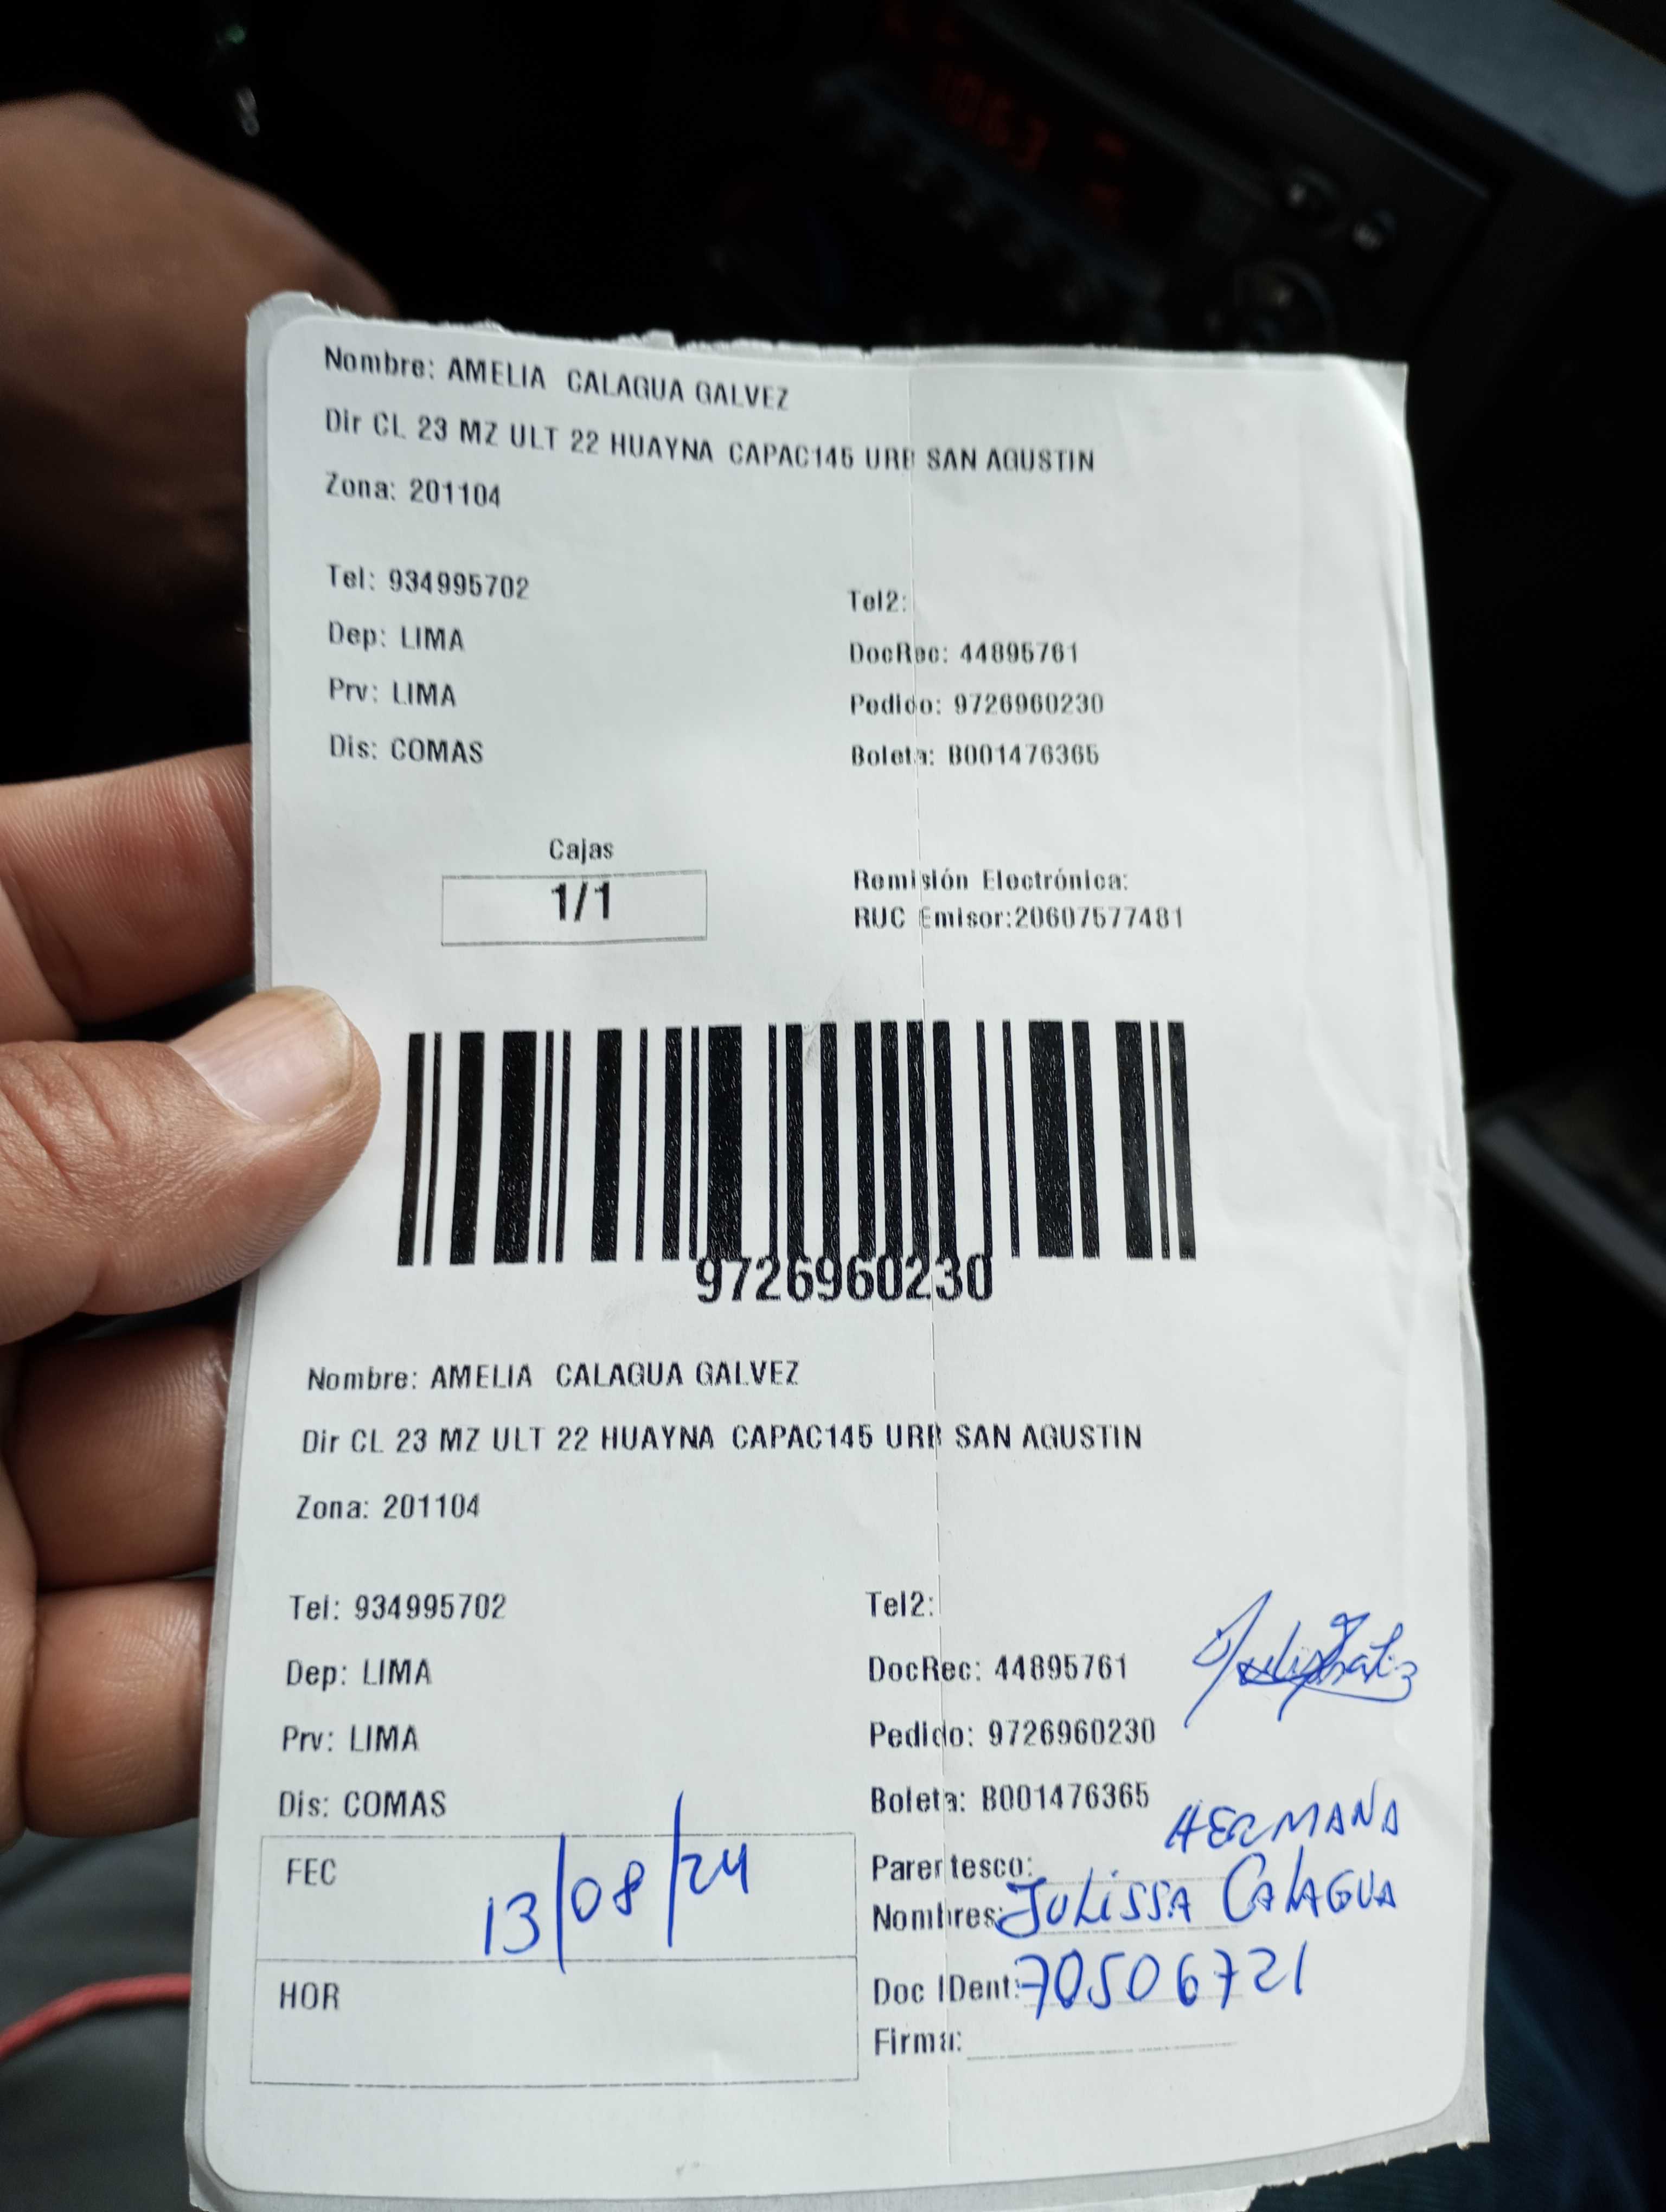 Nombre: AMELIA CALAGUA GALVEZ
Dir CL 23 MZ ULT 22 HUAYNA CAPAC145 URB SAN AGUSTIN
Zona: 201104
Tel: 934995702
Tel2:
Dep: LIMA
DocRec: 44895761
Prv: LIMA
Pedido: 9726960230
Dis: COMAS
Boleta: B001476365
Cajas
1/1
Remisión Electrónica:
RUC Emisor:20607577481
9726960230
Nombre: AMELIA CALAGUA GALVEZ
Dir CL 23 MZ ULT 22 HUAYNA CAPAC145 URB SAN AGUSTIN
Zona: 201104
Tel: 934995702
Tel2:
Dep: LIMA
DocRec: 44895761
Prv: LIMA
Pedido: 9726960230
Dis: COMAS
Boleta: B001476365
FEC 13/08/24
HOR
Parentesco: HERMANA
Nombres: JULISSA CALAGUA
Doc IDent: 70506721
Firma: